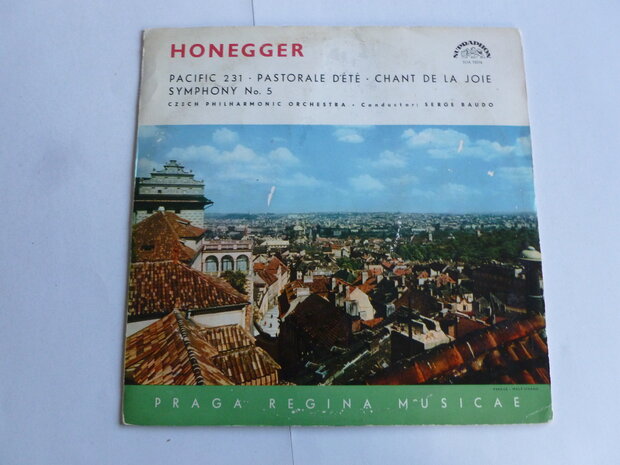 HONEGGER
SUPRAPHON
PACIFIC 231 · PASTORALE D'ÉTÉ · CHANT DE LA JOIE
SYMPHONY No. 5
CZECH PHILHARMONIC ORCHESTRA • Conductor: SERGE BAUDO
PRAGA REGINA MUSICAE